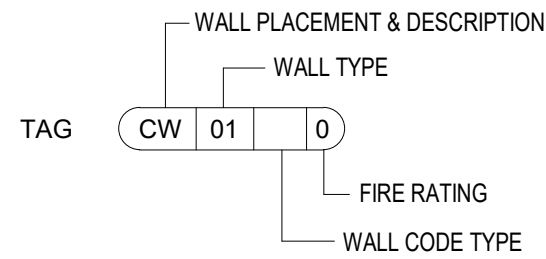 WALL PLACEMENT & DESCRIPTION
WALL TYPE
TAG CW 01 0
FIRE RATING
WALL CODE TYPE